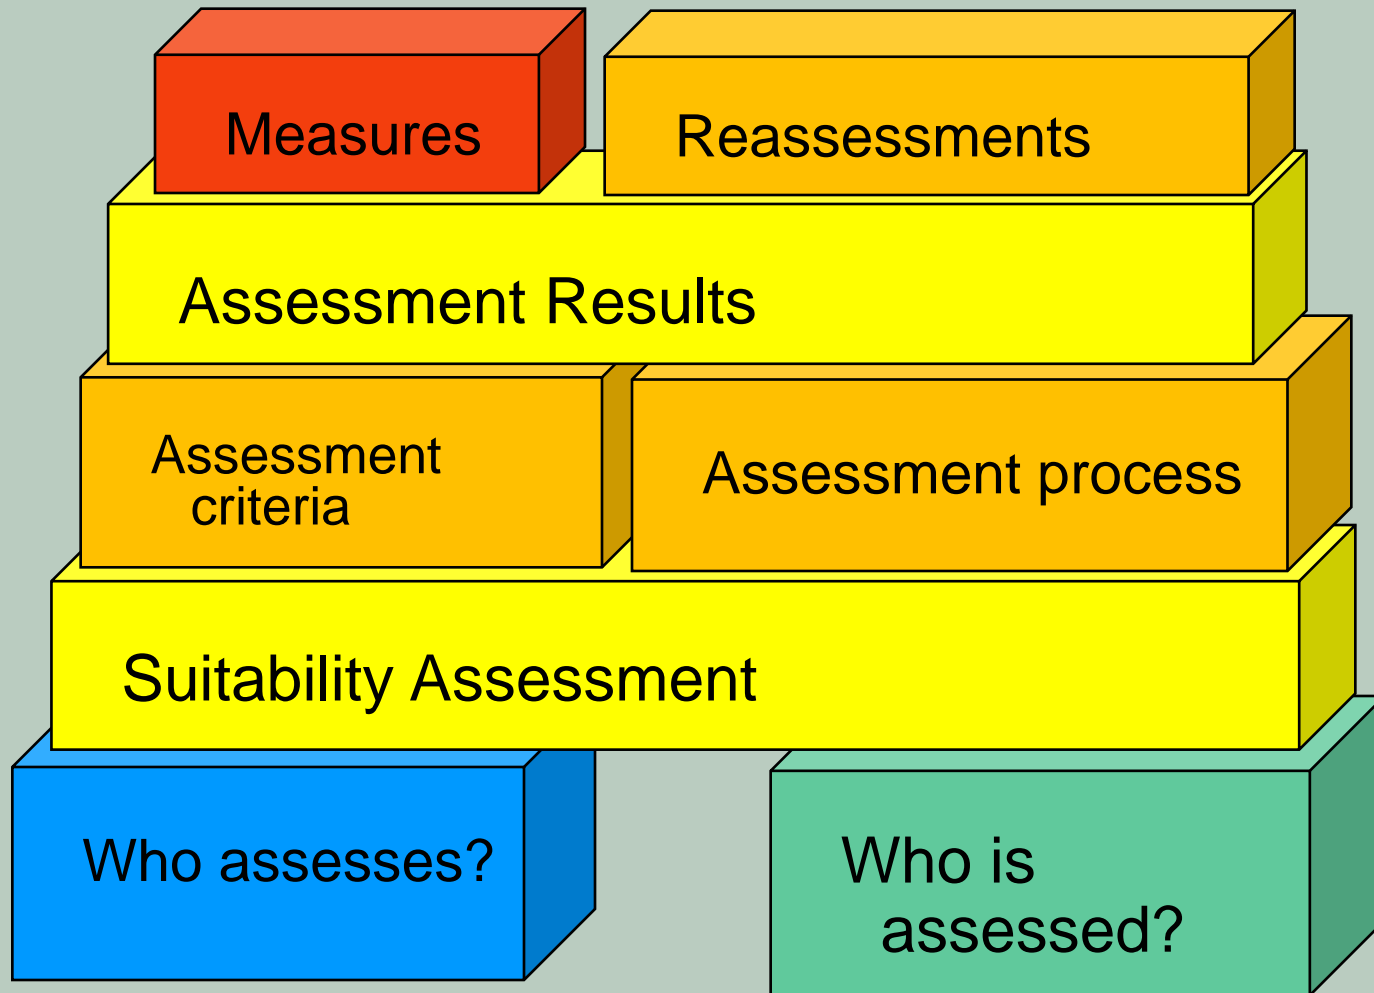 Measures
Reassessments
Assessment Results
Assessment
criteria
Assessment process
Suitability Assessment
Who assesses?
Who is
assessed?